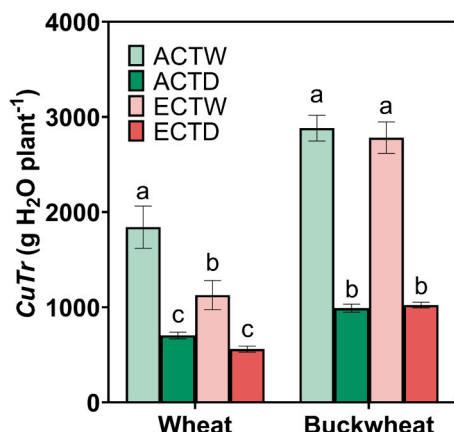 CuTr (g H₂O plant⁻¹)
4000
3000
2000
1000
0
ACTW
ACTD
ECTW
ECTD
a
c
b
c
a
b
a
b
Wheat Buckwheat